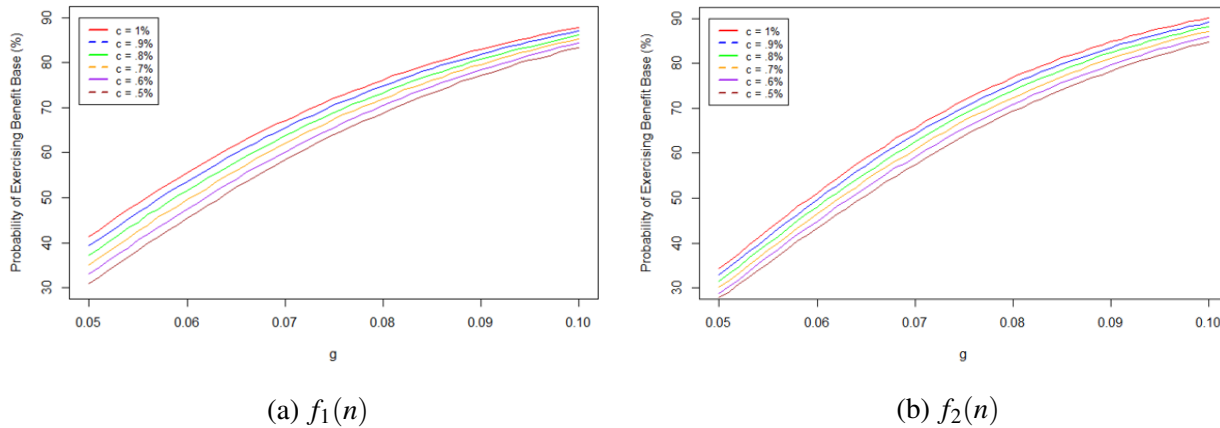 Probability of Exercising Benefit Base (%)
90
80
70
60
50
40
30
c = 1%
c = .9%
c = .8%
c = .7%
c = .6%
c = .5%
0.05 0.06 0.07 0.08 0.09 0.10
g
(a) f₁(n)
Probability of Exercising Benefit Base (%)
90
80
70
60
50
40
30
c = 1%
c = .9%
c = .8%
c = .7%
c = .6%
c = .5%
0.05 0.06 0.07 0.08 0.09 0.10
g
(b) f₂(n)